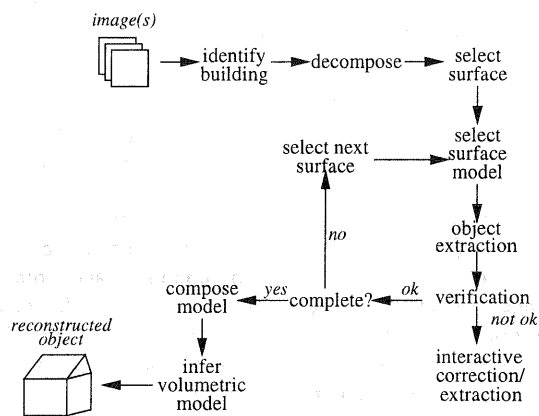 image(s)
identify
building
decompose
select
surface
select next
surface
select
surface
model
no
object
extraction
compose
model
yes
complete?
ok
verification
not ok
reconstructed
object
infer
volumetric
model
interactive
correction/
extraction